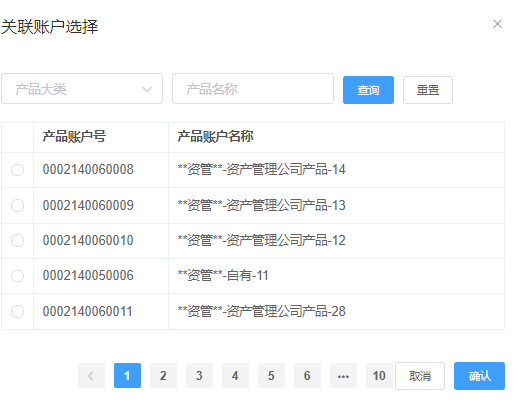 关联账户选择
产品大类 产品名称 查询 重置
产品账户号 产品账户名称
0002140060008 **资管**-资产管理公司产品-14
0002140060009 **资管**-资产管理公司产品-13
0002140060010 **资管**-资产管理公司产品-12
0002140050006 **资管**-自有-11
0002140060011 **资管**-资产管理公司产品-28
1 2 3 4 5 6 ••• 10 取消 确认